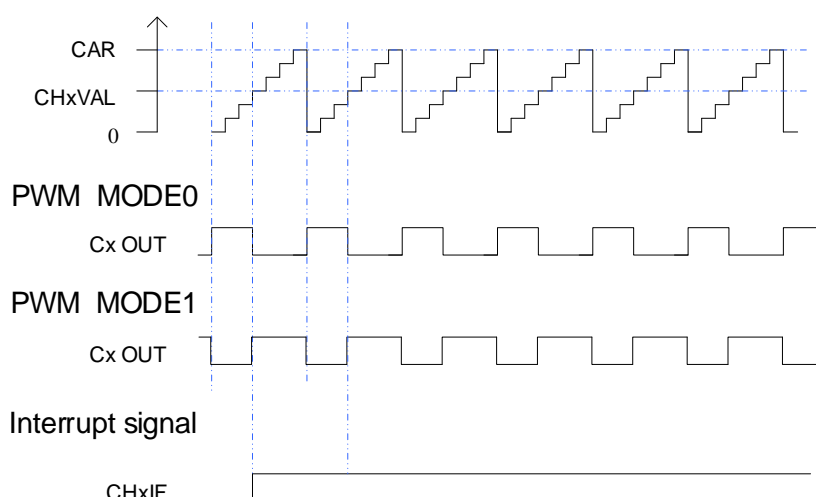 CAR
CHxVAL
0
PWM MODE0
Cx OUT
PWM MODE1
Cx OUT
Interrupt signal
CHxIF